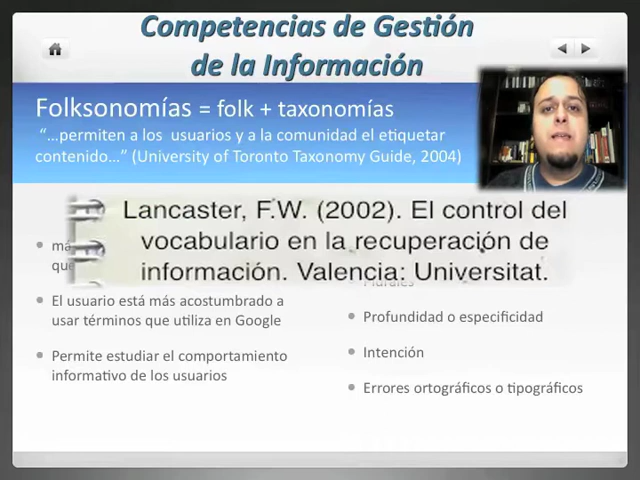 Competencias de Gestión
de la Información
Folksonomías = folk + taxonomías
“…permiten a los usuarios y a la comunidad el etiquetar
contenido…” (University of Toronto Taxonomy Guide, 2004)
Lancaster, F.W. (2002). El control del
vocabulario en la recuperación de
información. Valencia: Universitat.
El usuario está más acostumbrado a
usar términos que utiliza en Google
Permite estudiar el comportamiento
informativo de los usuarios
Plurales
Profundidad o especificidad
Intención
Errores ortográficos o tipográficos